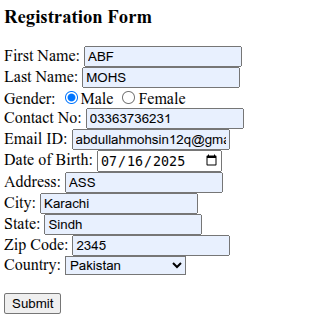 Registration Form
First Name: ABF
Last Name: MOHS
Gender: Male Female
Contact No: 03363736231
Email ID: abdullahmohsin12q@gma
Date of Birth: 07/16/2025
Address: ASS
City: Karachi
State: Sindh
Zip Code: 2345
Country: Pakistan
Submit